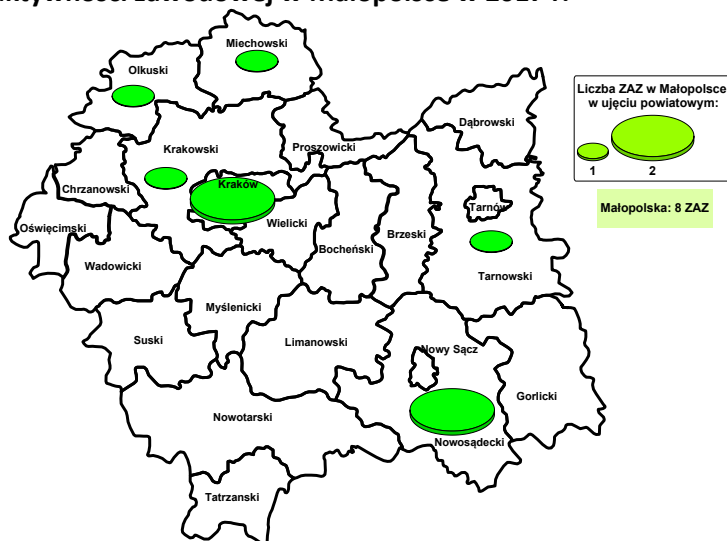 aktywności zawodowej w Małopolsce w 2017 r.
Miechowski
Olkuski
Liczba ZAZ w Małopolsce
w ujęciu powiatowym:
1
2
Małopolska: 8 ZAZ
Dąbrowski
Proszowicki
Krakowski
Kraków
Chrzanowski
Tarnów
Oświęcimski
Wielicki
Brzeski
Bocheński
Wadowicki
Tarnowski
Myślenicki
Suski
Limanowski
Nowy Sącz
Gorlicki
Nowotarski
Nowosądecki
Tatrzanski